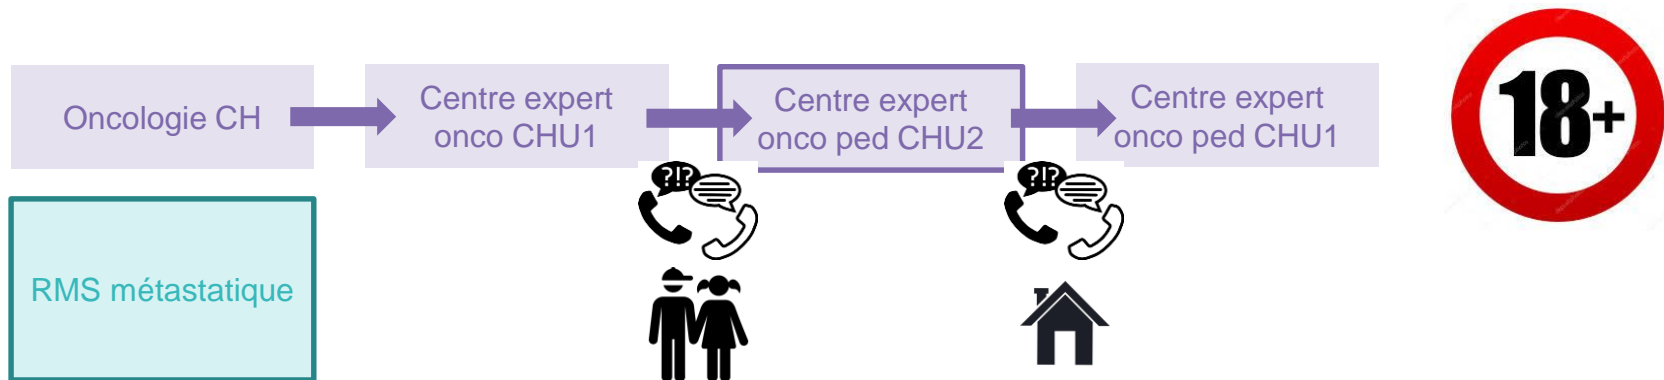 Oncologie CH
Centre expert
onco CHU1
Centre expert
onco ped CHU2
Centre expert
onco ped CHU1
18+
?!?
?!?
RMS métastatique